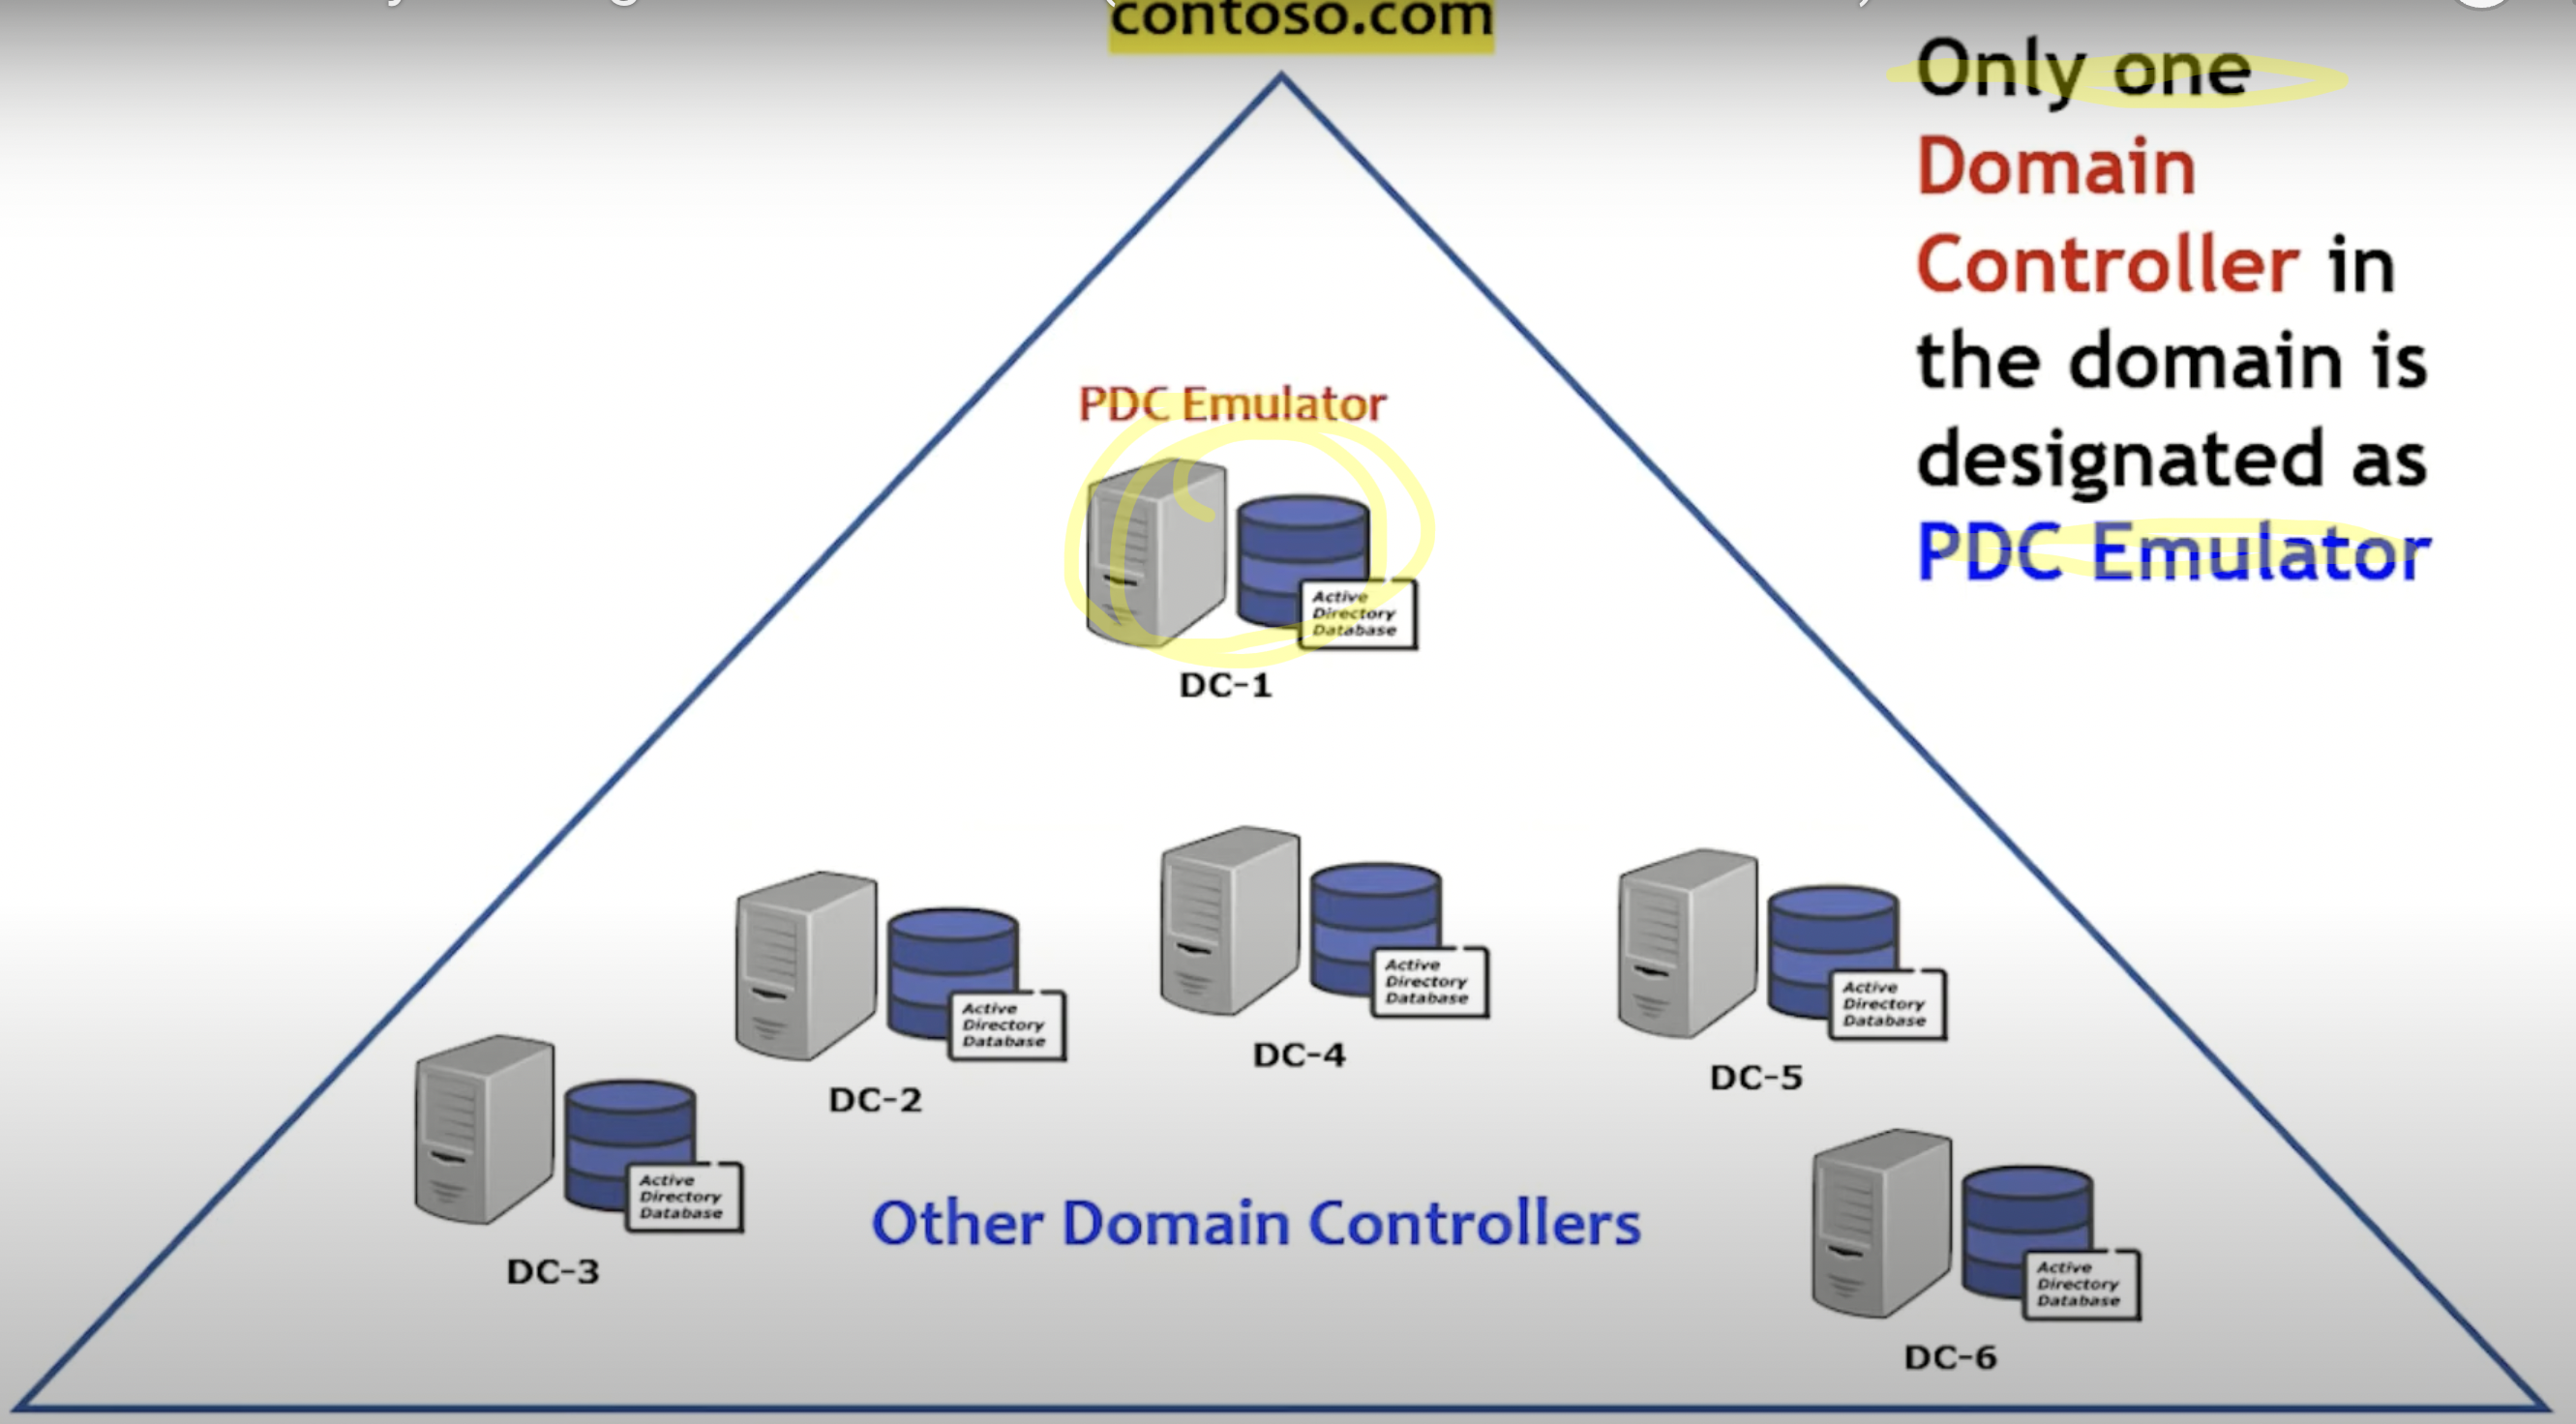 contoso.com
Only one
Domain
Controller in
the domain is
designated as
PDC Emulator
PDC Emulator
Active
Directory
Database
DC-1
Active
Directory
Database
DC-2
Active
Directory
Database
DC-4
Active
Directory
Database
DC-5
Active
Directory
Database
DC-3
Other Domain Controllers
Active
Directory
Database
DC-6